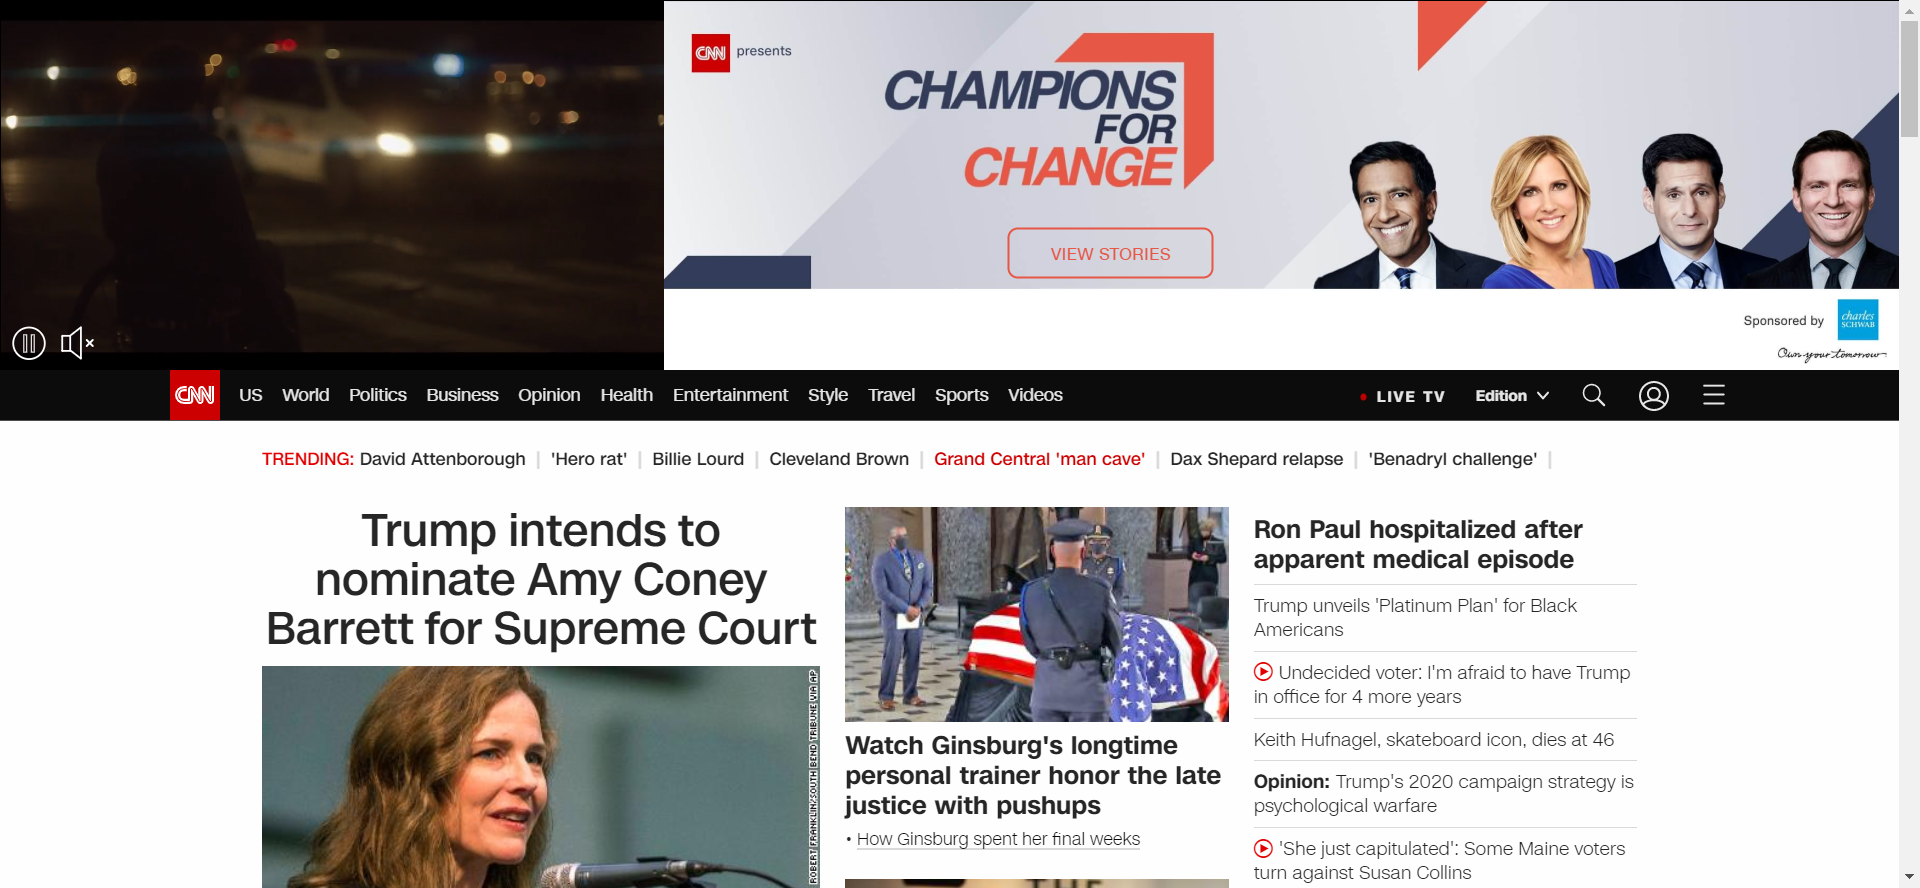 CNN presents
CHAMPIONS
FOR
CHANGE
VIEW STORIES
Sponsored by
charles
SCHWAB
Own your tomorrow
CNN US World Politics Business Opinion Health Entertainment Style Travel Sports Videos LIVE TV Edition
TRENDING: David Attenborough | 'Hero rat' | Billie Lourd | Cleveland Brown | Grand Central 'man cave' | Dax Shepard relapse | 'Benadryl challenge' |
Trump intends to
nominate Amy Coney
Barrett for Supreme Court
ROBERT FRANKLIN/SOUTH BEND TRIBUNE VIA AP
Watch Ginsburg's longtime
personal trainer honor the late
justice with pushups
• How Ginsburg spent her final weeks
Ron Paul hospitalized after
apparent medical episode
Trump unveils 'Platinum Plan' for Black
Americans
Undecided voter: I'm afraid to have Trump
in office for 4 more years
Keith Hufnagel, skateboard icon, dies at 46
Opinion: Trump's 2020 campaign strategy is
psychological warfare
'She just capitulated': Some Maine voters
turn against Susan Collins